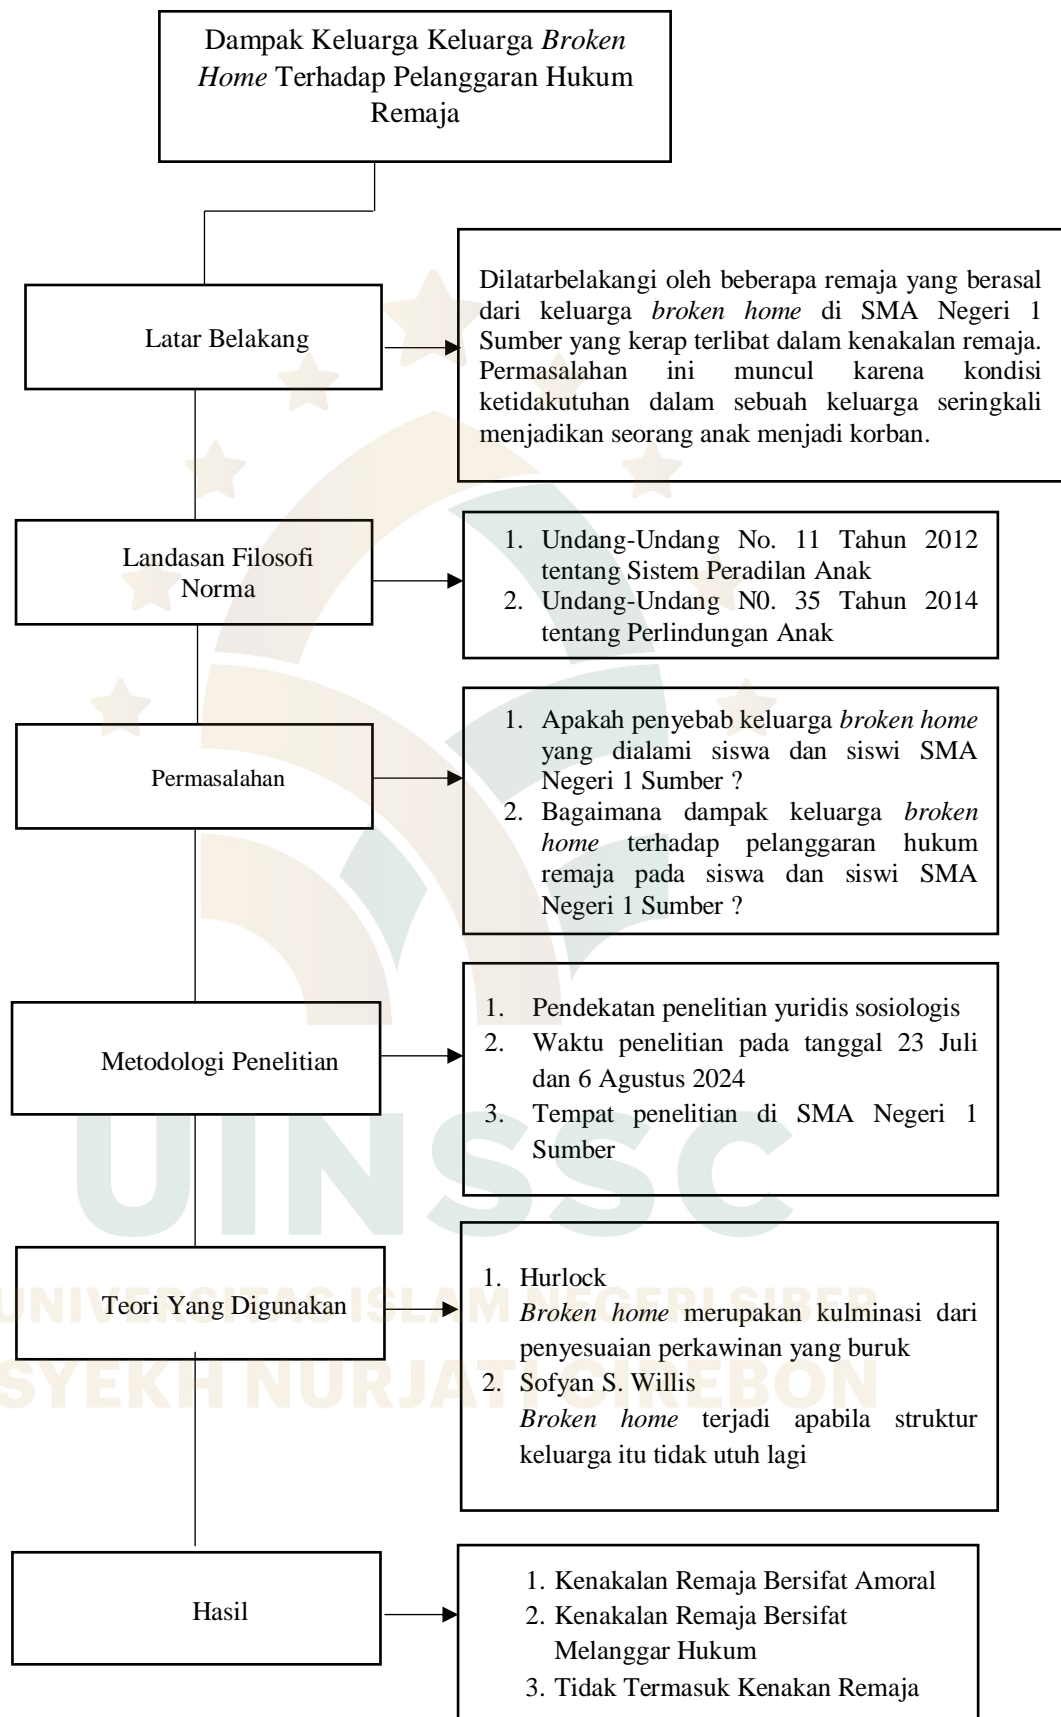 Dampak Keluarga Keluarga Broken
Home Terhadap Pelanggaran Hukum
Remaja
Latar Belakang
Dilatarbelakangi oleh beberapa remaja yang berasal
dari keluarga broken home di SMA Negeri 1
Sumber yang kerap terlibat dalam kenakalan remaja.
Permasalahan ini muncul karena kondisi
ketidakutuhan dalam sebuah keluarga seringkali
menjadikan seorang anak menjadi korban.
Landasan Filosofi
Norma
1. Undang-Undang No. 11 Tahun 2012
tentang Sistem Peradilan Anak
2. Undang-Undang N0. 35 Tahun 2014
tentang Perlindungan Anak
Permasalahan
1. Apakah penyebab keluarga broken home
yang dialami siswa dan siswi SMA
Negeri 1 Sumber ?
2. Bagaimana dampak keluarga broken
home terhadap pelanggaran hukum
remaja pada siswa dan siswi SMA
Negeri 1 Sumber ?
Metodologi Penelitian
1. Pendekatan penelitian yuridis sosiologis
2. Waktu penelitian pada tanggal 23 Juli
dan 6 Agustus 2024
3. Tempat penelitian di SMA Negeri 1
Sumber
UINSSC
UNIVERSITAS ISLAM NEGERI SIBER
SYEKH NURJATI CIREBON
Teori Yang Digunakan
1. Hurlock
Broken home merupakan kulminasi dari
penyesuaian perkawinan yang buruk
2. Sofyan S. Willis
Broken home terjadi apabila struktur
keluarga itu tidak utuh lagi
Hasil
1. Kenakalan Remaja Bersifat Amoral
2. Kenakalan Remaja Bersifat
Melanggar Hukum
3. Tidak Termasuk Kenakan Remaja